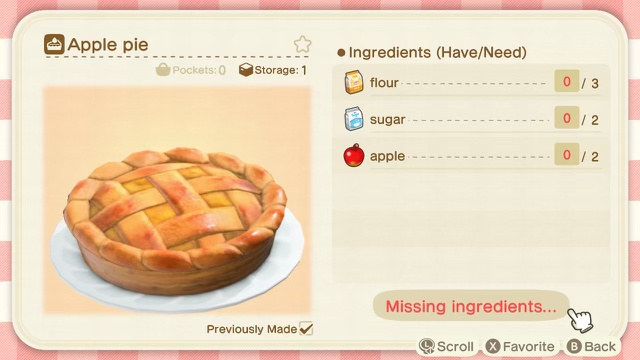 Apple pie
Pockets: 0 Storage: 1
Previously Made
Ingredients (Have/Need)
flour 0 / 3
sugar 0 / 2
apple 0 / 2
Missing ingredients...
L Scroll X Favorite B Back